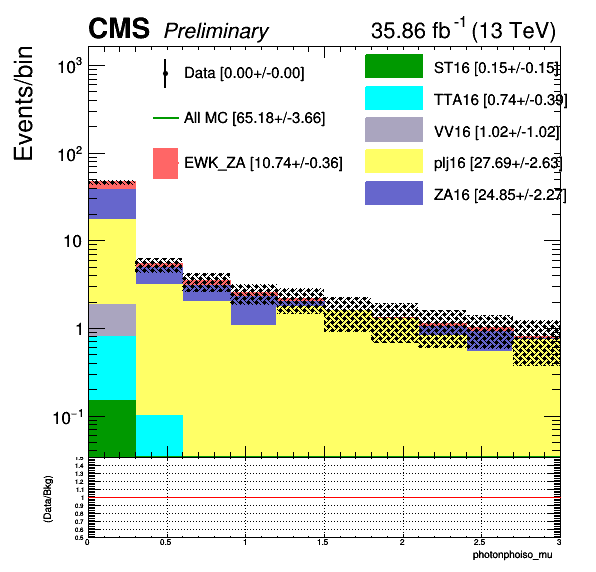 CMS Preliminary 35.86 fb⁻¹ (13 TeV)
Events/bin
10³
10²
10
1
10⁻¹
Data [0.00+/-0.00]
All MC [65.18+/-3.66]
EWK_ZA [10.74+/-0.36]
ST16 [0.15+/-0.15]
TTA16 [0.74+/-0.39]
VV16 [1.02+/-1.02]
plj16 [27.69+/-2.63]
ZA16 [24.85+/-2.27]
(Data/Bkg)
1.5
1.4
1.3
1.2
1.1
1
0.9
0.8
0.7
0.6
0.5
0 0.5 1 1.5 2 2.5 3
photonphoiso_mu